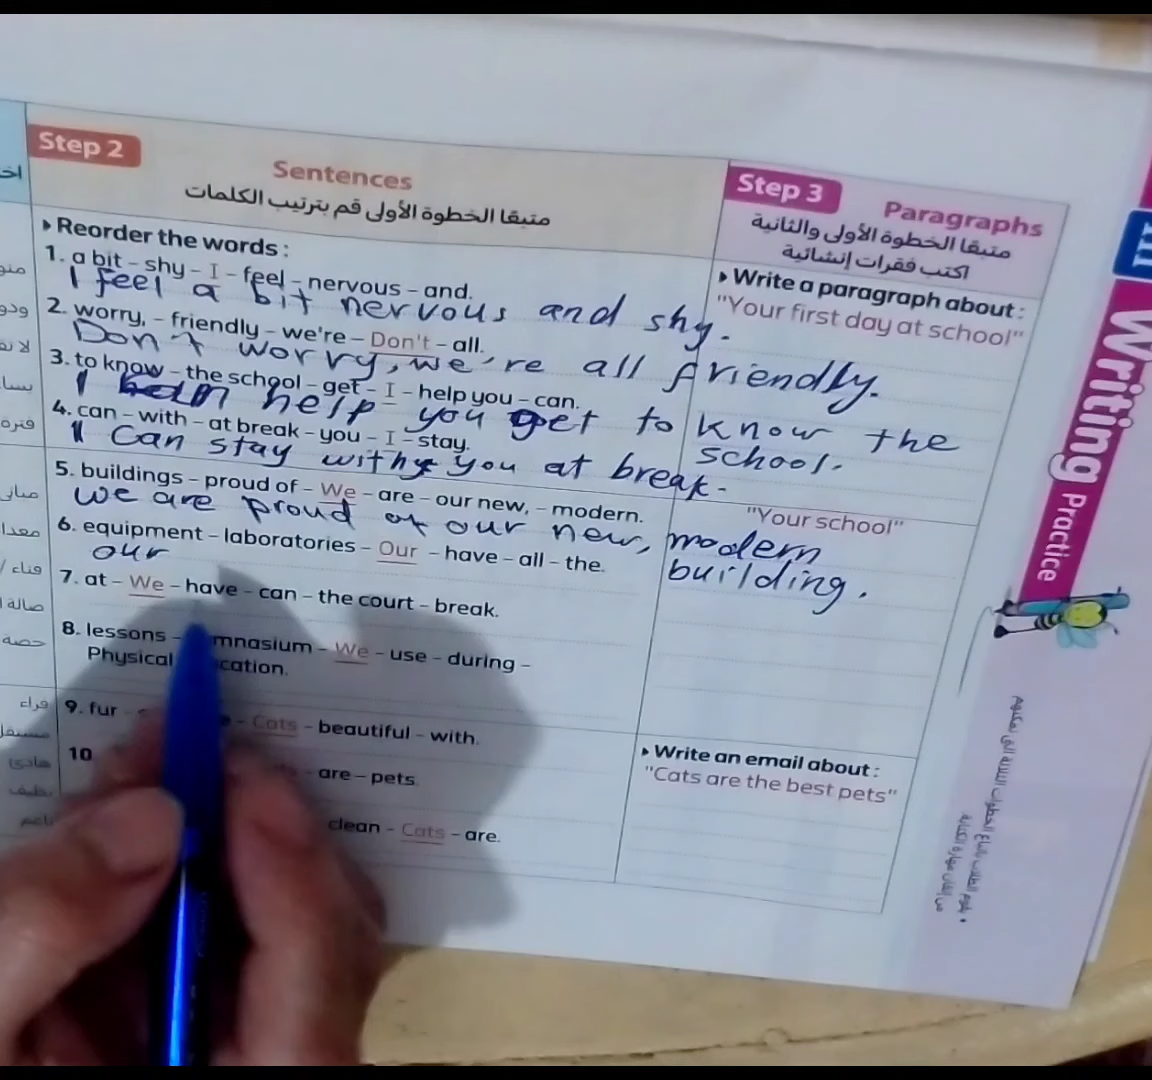 Step 2
Sentences
متبعًا الخطوة الأولى قم بترتيب الكلمات
Reorder the words :
1. a bit – shy – I – feel – nervous – and.
I feel a bit nervous and shy.
2. worry, – friendly – we're – Don't – all.
Don't worry, we're all friendly.
3. to know – the school – get – I – help you – can.
I can help you get to know the
school.
4. can – with – at break – you – I – stay.
I can stay with you at break.
5. buildings – proud of – We – are – our new, – modern.
We are proud of our new, modern
building.
6. equipment – laboratories – Our – have – all – the.
our
7. at – We – have – can – the court – break.
8. lessons – – We – use – during –
Physical
9. fur – – Cats – beautiful – with.
10
– are – pets.
clean – Cats – are.
Step 3
Paragraphs
متبعًا الخطوة الأولى والثانية
اكتب فقرات إنشائية
Write a paragraph about :
"Your first day at school"
"Your school"
Write an email about :
"Cats are the best pets"
Writing Practice